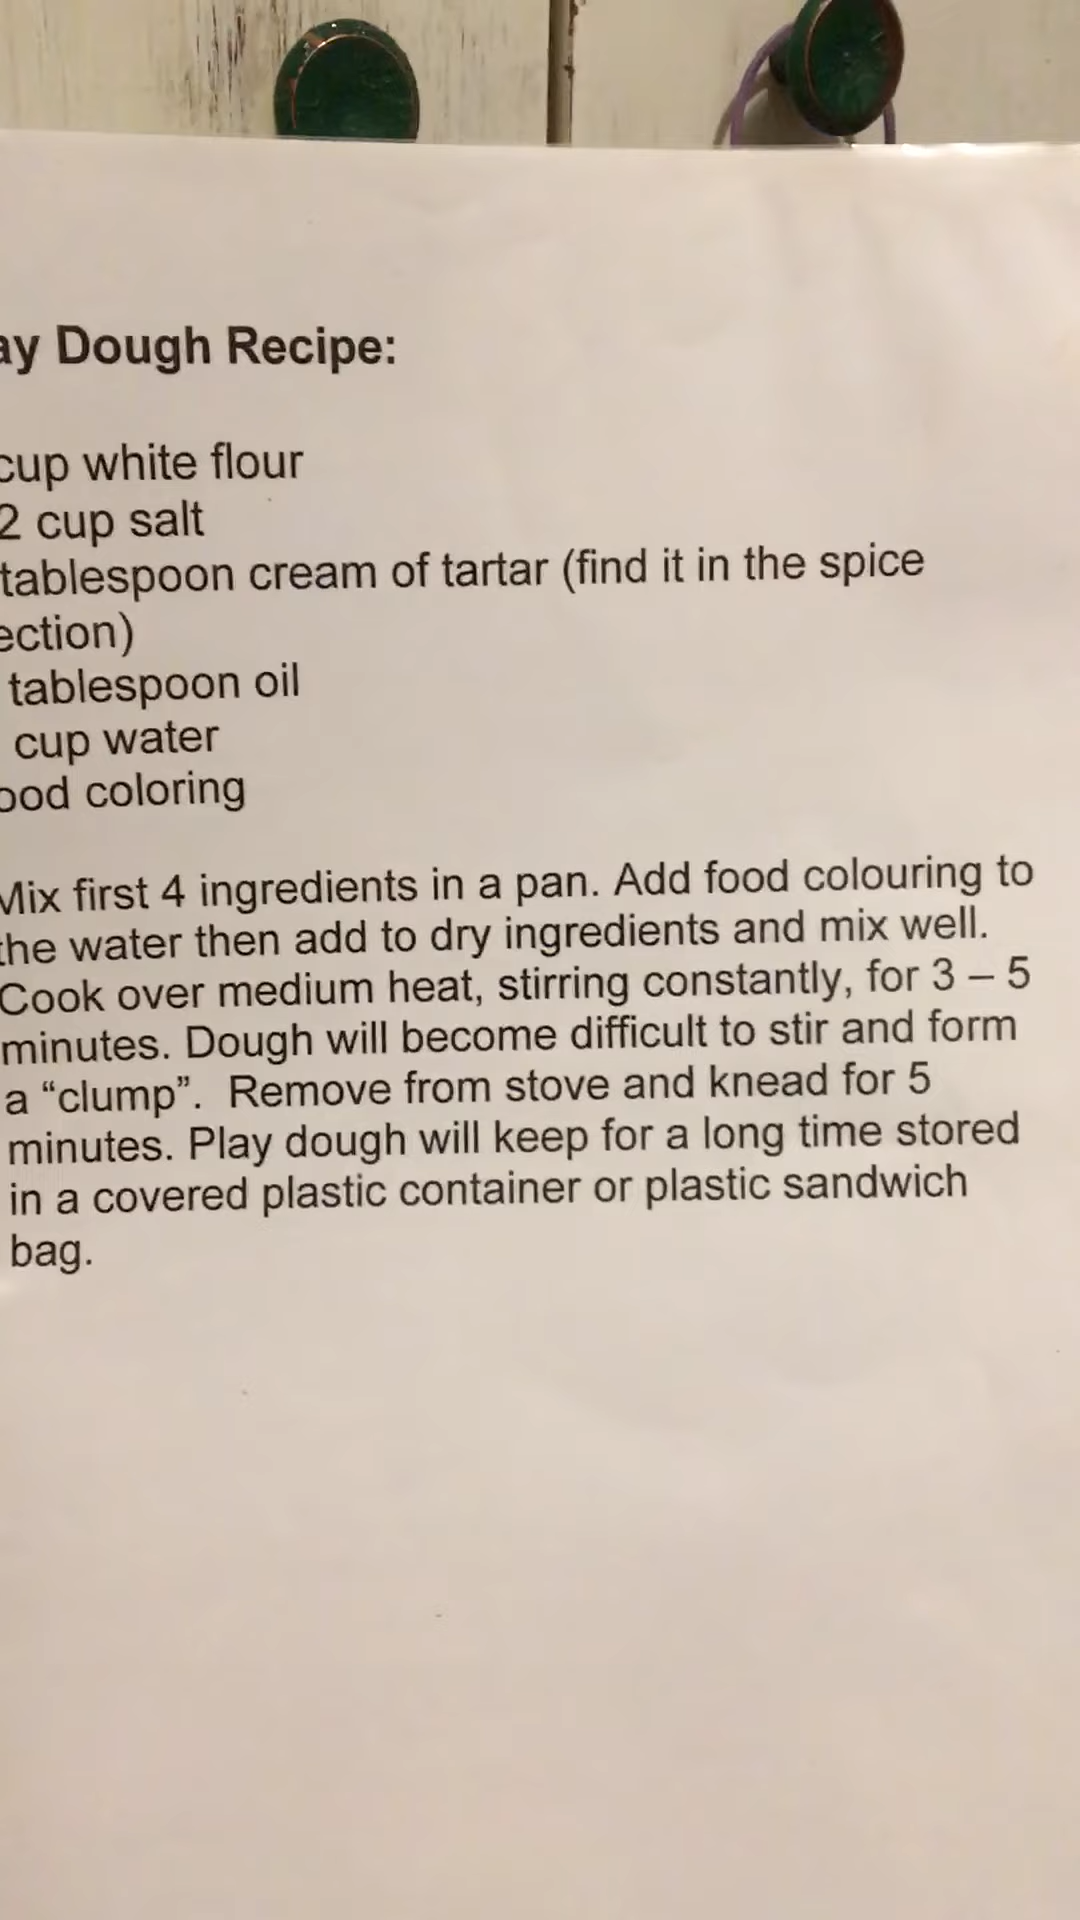 ay Dough Recipe:
cup white flour
2 cup salt
tablespoon cream of tartar (find it in the spice
ection)
tablespoon oil
cup water
ood coloring
Mix first 4 ingredients in a pan. Add food colouring to
the water then add to dry ingredients and mix well.
Cook over medium heat, stirring constantly, for 3 – 5
minutes. Dough will become difficult to stir and form
a “clump”.  Remove from stove and knead for 5
minutes. Play dough will keep for a long time stored
in a covered plastic container or plastic sandwich
bag.